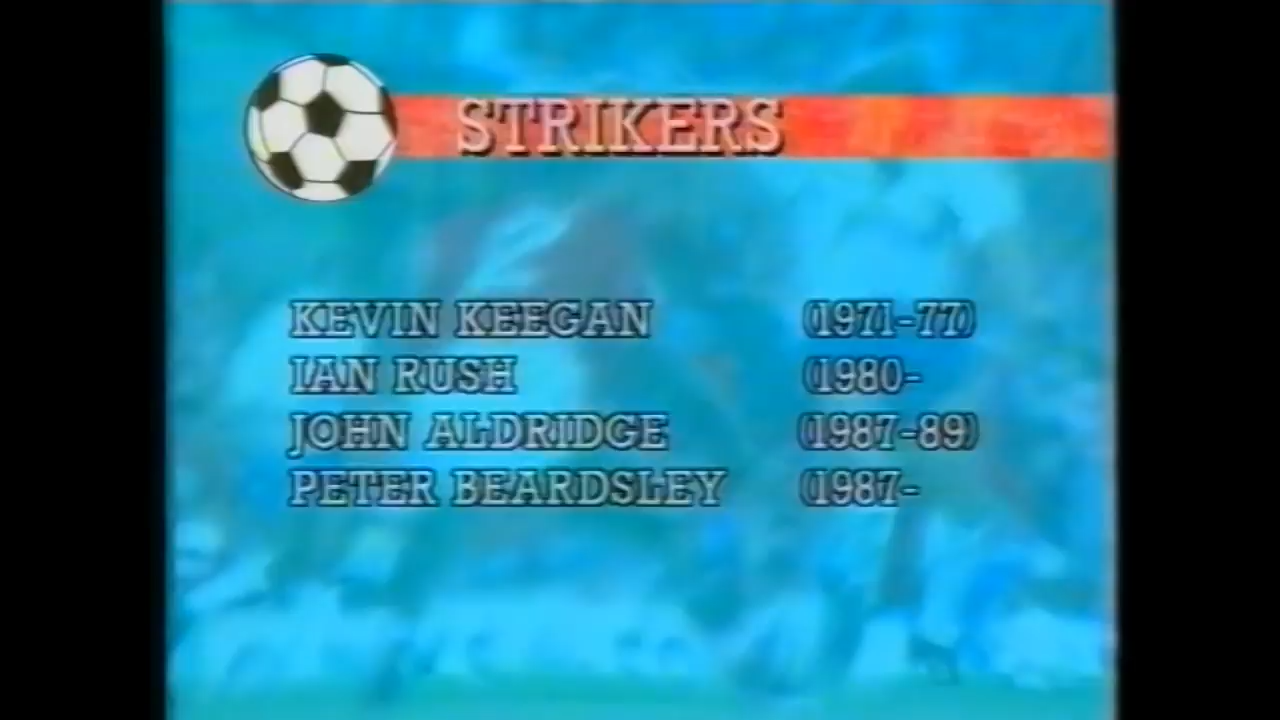 STRIKERS
KEVIN KEEGAN (1971-77)
IAN RUSH (1980-
JOHN ALDRIDGE (1987-89)
PETER BEARDSLEY (1987-